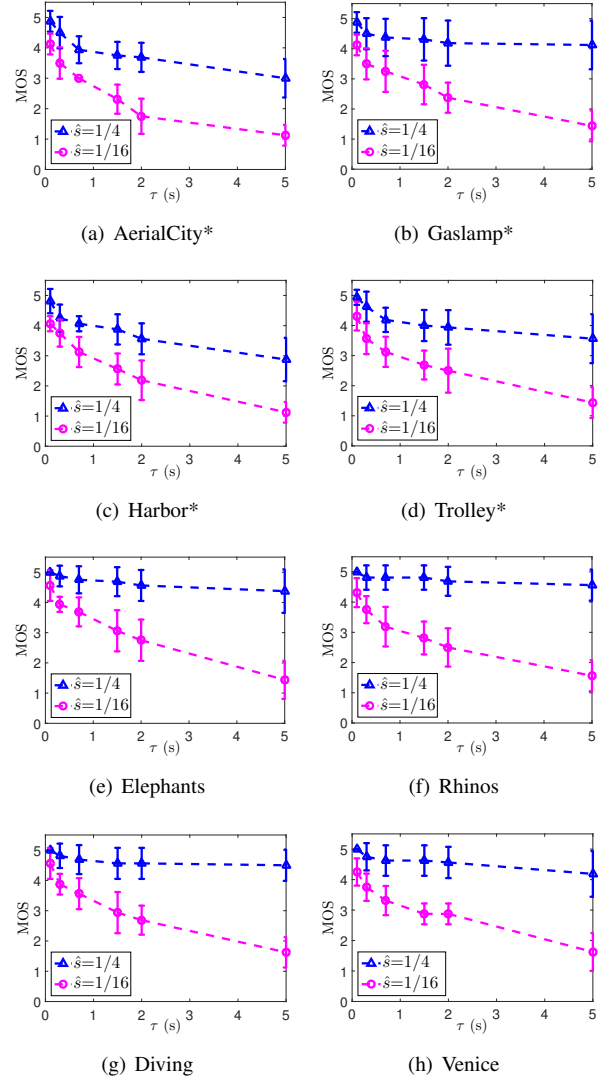 5
4
3
2
1
0
MOS
ŝ=1/4
ŝ=1/16
0 1 2 3 4 5
τ (s)
(a) AerialCity*
5
4
3
2
1
0
MOS
ŝ=1/4
ŝ=1/16
0 1 2 3 4 5
τ (s)
(b) Gaslamp*
5
4
3
2
1
0
MOS
ŝ=1/4
ŝ=1/16
0 1 2 3 4 5
τ (s)
(c) Harbor*
5
4
3
2
1
0
MOS
ŝ=1/4
ŝ=1/16
0 1 2 3 4 5
τ (s)
(d) Trolley*
5
4
3
2
1
0
MOS
ŝ=1/4
ŝ=1/16
0 1 2 3 4 5
τ (s)
(e) Elephants
5
4
3
2
1
0
MOS
ŝ=1/4
ŝ=1/16
0 1 2 3 4 5
τ (s)
(f) Rhinos
5
4
3
2
1
0
MOS
ŝ=1/4
ŝ=1/16
0 1 2 3 4 5
τ (s)
(g) Diving
5
4
3
2
1
0
MOS
ŝ=1/4
ŝ=1/16
0 1 2 3 4 5
τ (s)
(h) Venice